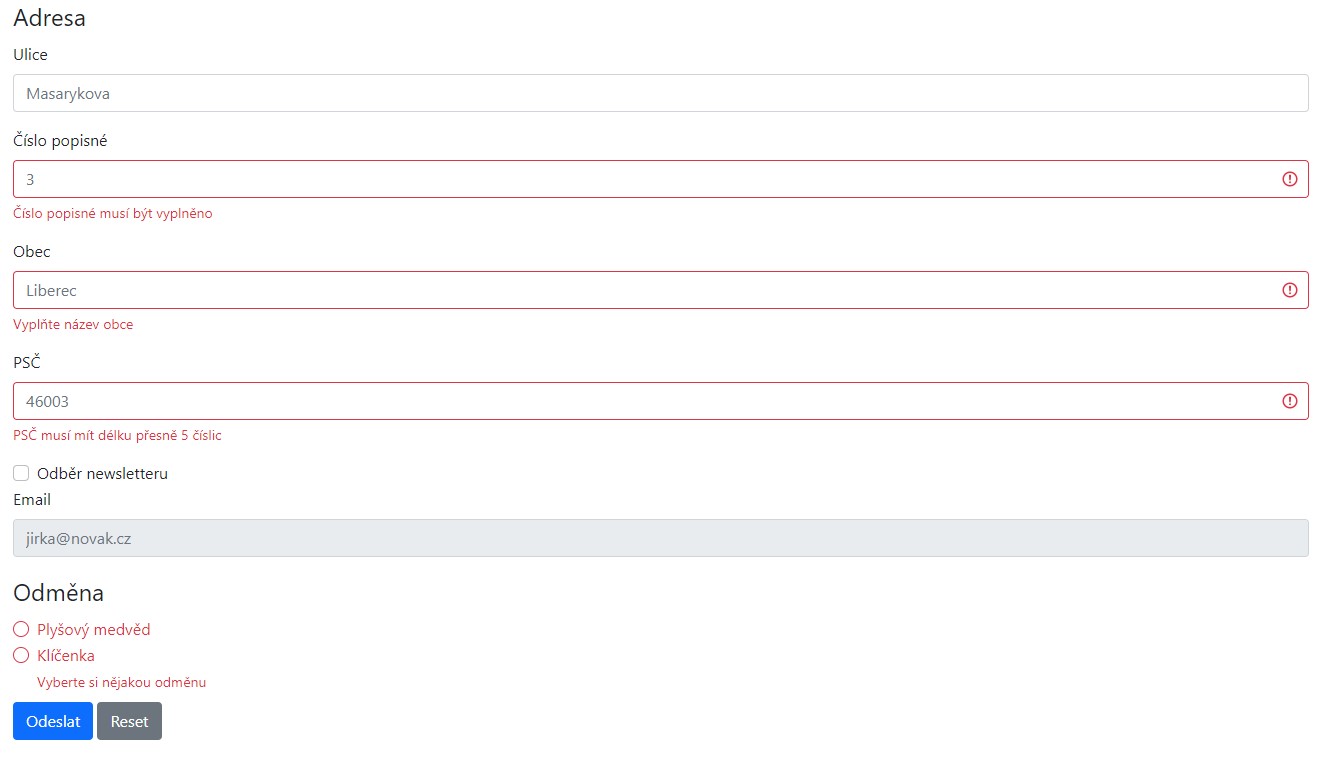 Adresa
Ulice
Masarykova
Číslo popisné
3
Číslo popisné musí být vyplněno
Obec
Liberec
Vyplňte název obce
PSČ
46003
PSČ musí mít délku přesně 5 číslic
Odběr newsletteru
Email
jirka@novak.cz
Odměna
Plyšový medvěd
Klíčenka
Vyberte si nějakou odměnu
Odeslat Reset